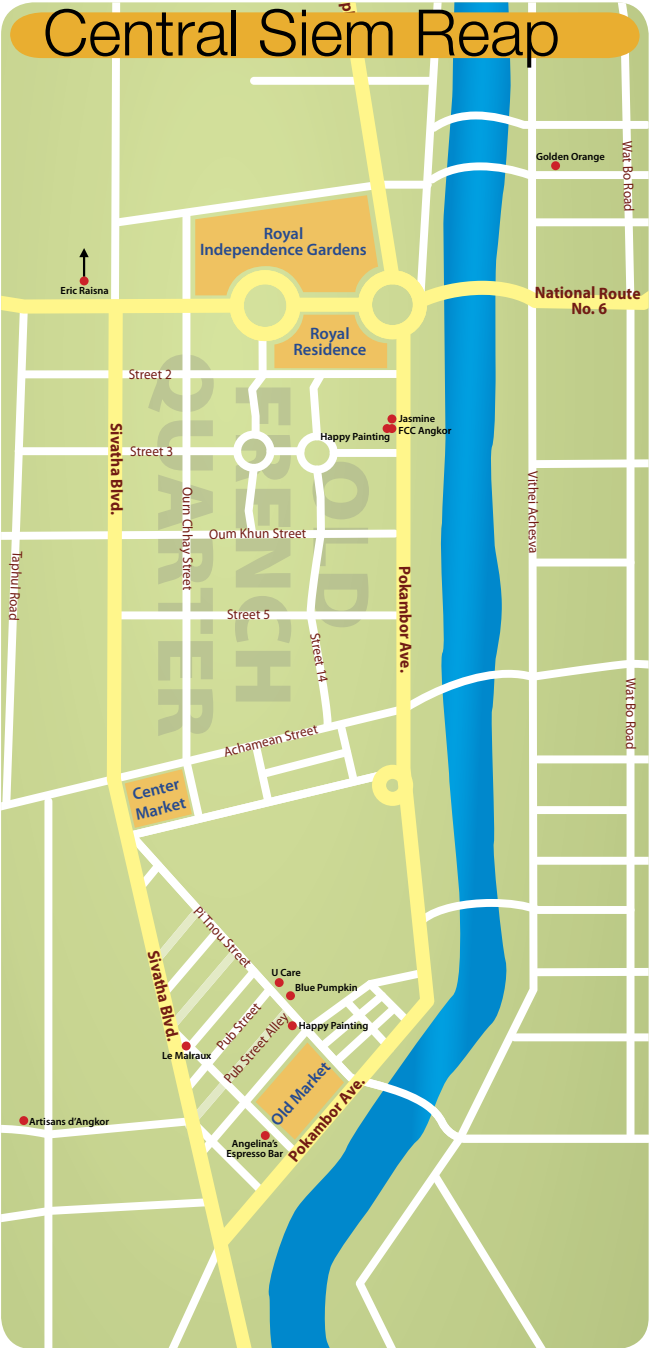 Central Siem Reap
Golden Orange
Wat Bo Road
Royal
Independence Gardens
Eric Raisna
National Route
No. 6
Royal
Residence
Street 2
Jasmine
FCC Angkor
Happy Painting
Sivatha Blvd.
Street 3
OLD
FRENCH
QUARTER
Oum Chhay Street
Vithei Achesva
Oum Khun Street
Taphul Road
Pokambor Ave.
Street 5
Street 14
Wat Bo Road
Achamean Street
Center
Market
Pi Tnou Street
Sivatha Blvd.
U Care
Blue Pumpkin
Pub Street
Happy Painting
Pub Street Alley
Le Malraux
Old Market
Pokambor Ave.
Artisans d'Angkor
Angelina's
Espresso Bar